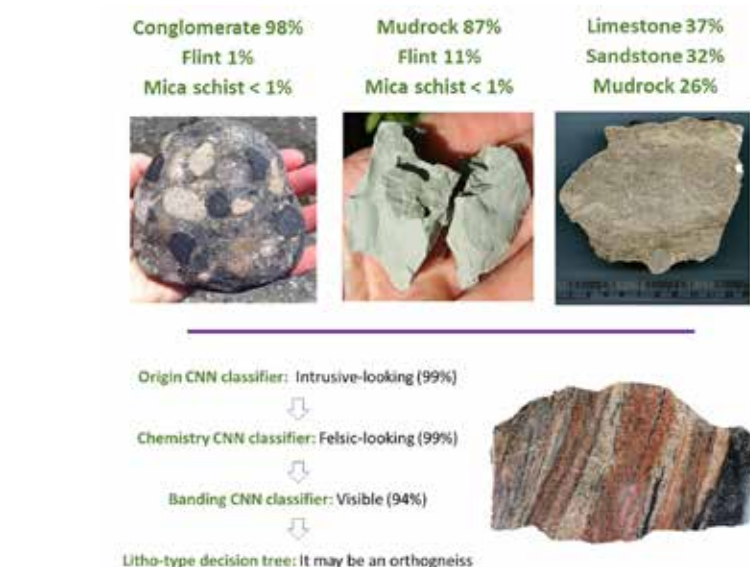 Conglomerate 98%
Flint 1%
Mica schist < 1%
Mudrock 87%
Flint 11%
Mica schist < 1%
Limestone 37%
Sandstone 32%
Mudrock 26%
Origin CNN classifier: Intrusive-looking (99%)
Chemistry CNN classifier: Felsic-looking (99%)
Banding CNN classifier: Visible (94%)
Litho-type decision tree: It may be an orthogneiss